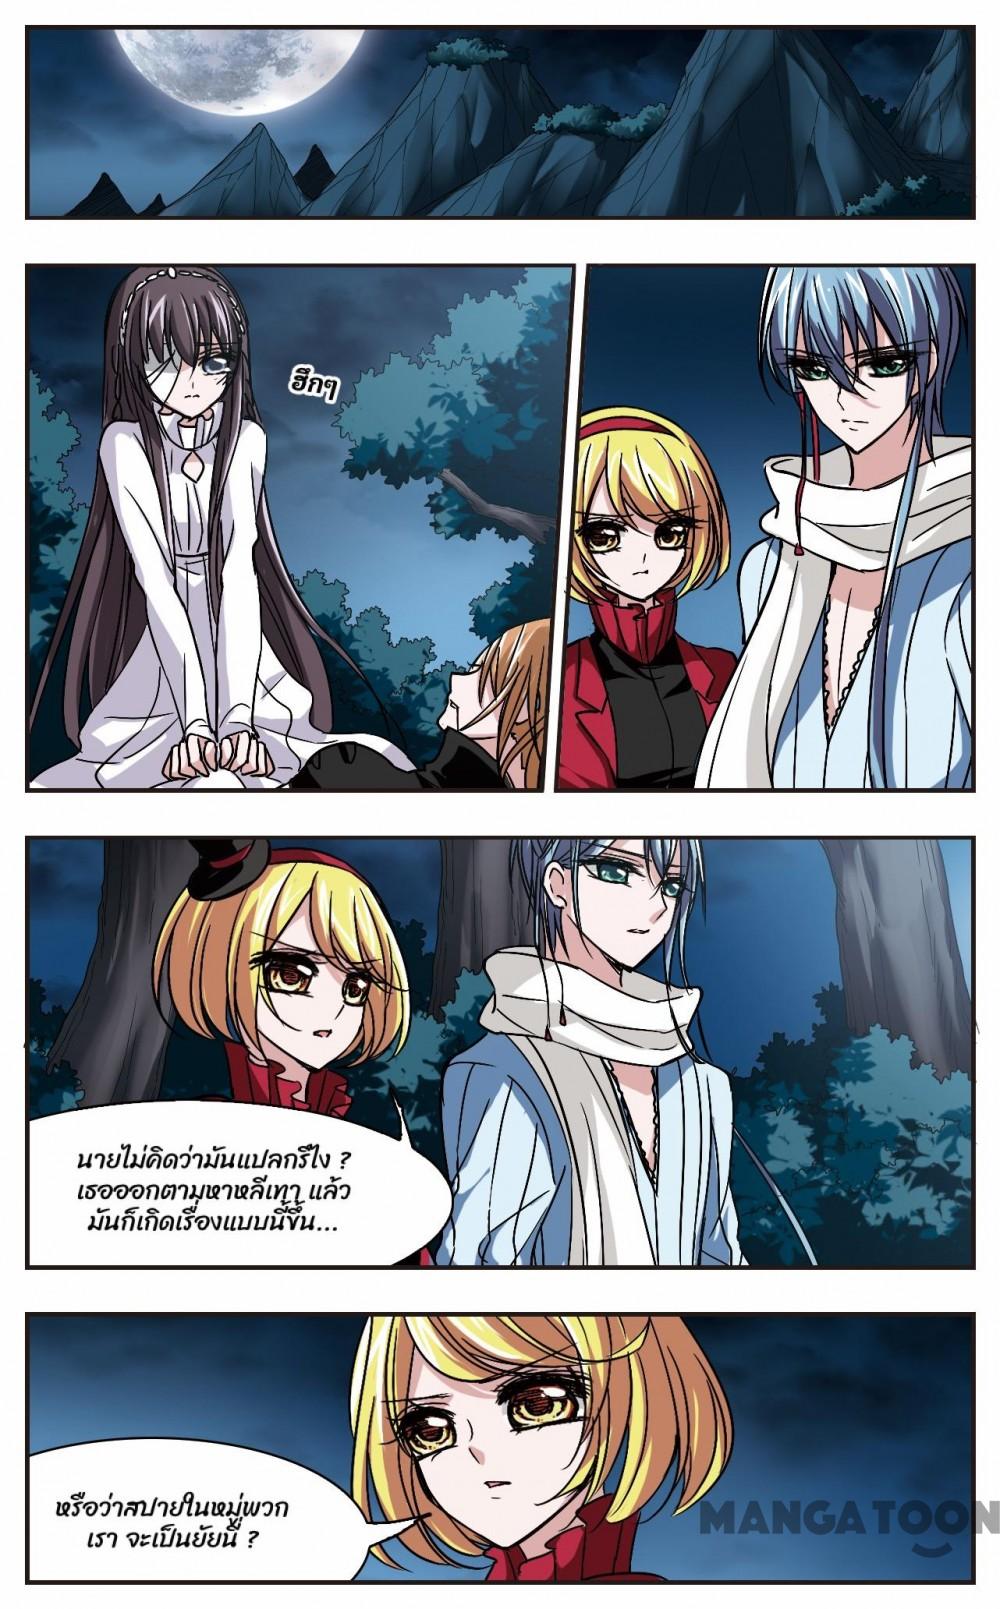 ฮึกๆ
นายไม่คิดว่ามันแปลกรึไง ?
เธอออกตามหาหลีเทา แล้ว
มันก็เกิดเรื่องแบบนี้ขึ้น...
หรือว่าสปายในหมู่พวก
เรา จะเป็นยัยนี่ ?
MANGATOON